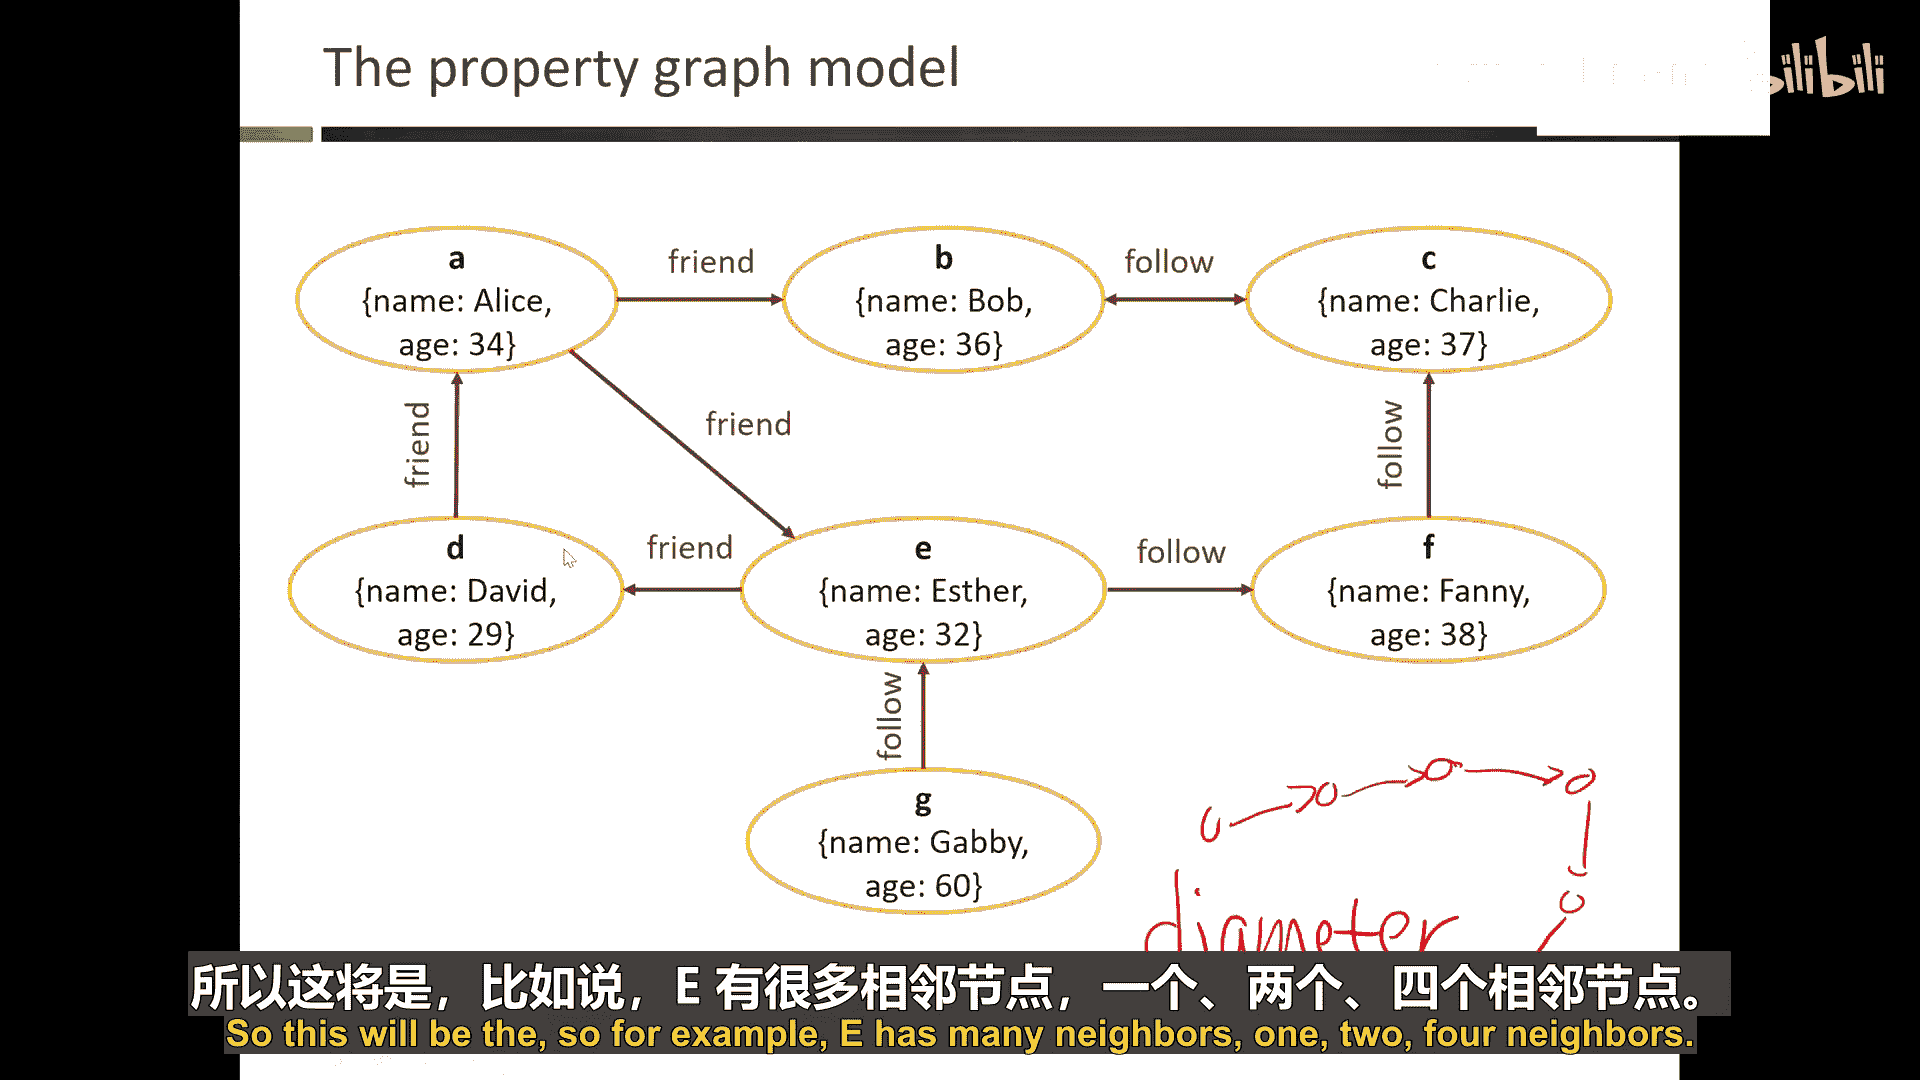 The property graph model
bilibili
a
{name: Alice,
age: 34}
friend
b
{name: Bob,
age: 36}
follow
c
{name: Charlie,
age: 37}
friend
friend
follow
d
{name: David,
age: 29}
friend
e
{name: Esther,
age: 32}
follow
f
{name: Fanny,
age: 38}
follow
g
{name: Gabby,
age: 60}
diameter
所以这将是，比如说，E 有很多相邻节点，一个、两个、四个相邻节点。
So this will be the, so for example, E has many neighbors, one, two, four neighbors.